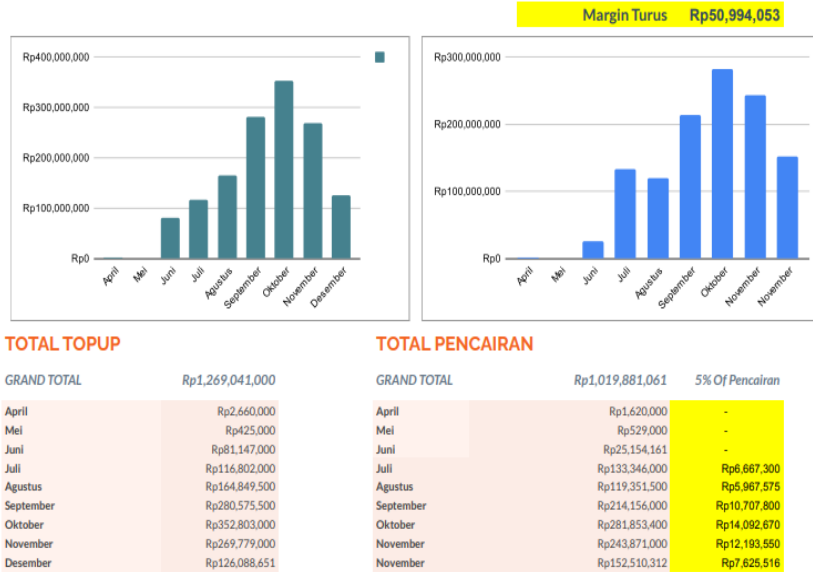 Margin Turus Rp50,994,053
Rp400,000,000
Rp300,000,000
Rp200,000,000
Rp100,000,000
Rp0
April Mei Juni Juli Agustus September Oktober November Desember
Rp300,000,000
Rp200,000,000
Rp100,000,000
Rp0
April Mei Juni Juli Agustus September Oktober November November
TOTAL TOPUP
GRAND TOTAL Rp1,269,041,000
April Rp2,660,000
Mei Rp425,000
Juni Rp81,147,000
Juli Rp116,802,000
Agustus Rp164,849,500
September Rp280,575,500
Oktober Rp352,803,000
November Rp269,779,000
Desember Rp126,088,651
TOTAL PENCAIRAN
GRAND TOTAL Rp1,019,881,061 5% Of Pencairan
April Rp1,620,000 -
Mei Rp529,000 -
Juni Rp25,154,161 -
Juli Rp133,346,000 Rp6,667,300
Agustus Rp119,351,500 Rp5,967,575
September Rp214,156,000 Rp10,707,800
Oktober Rp281,853,400 Rp14,092,670
November Rp243,871,000 Rp12,193,550
November Rp152,510,312 Rp7,625,516